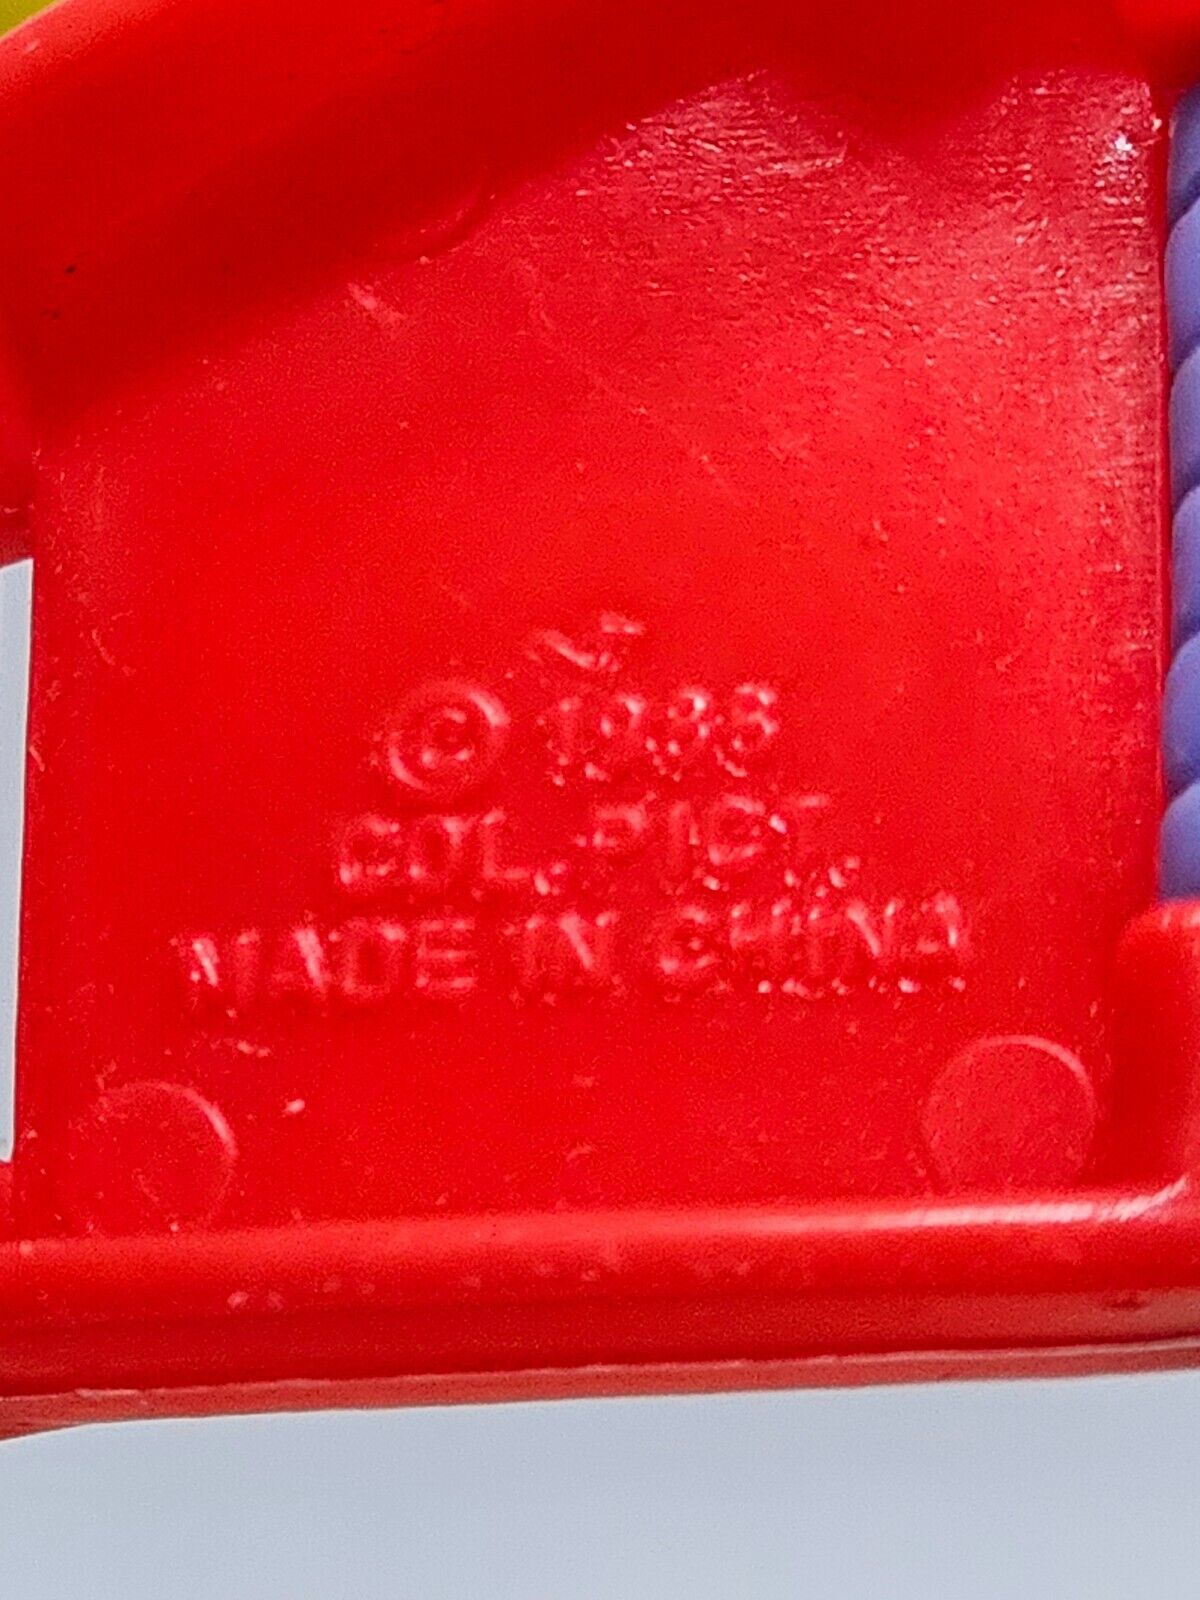 © 1988
COL. PICT.
MADE IN CHINA